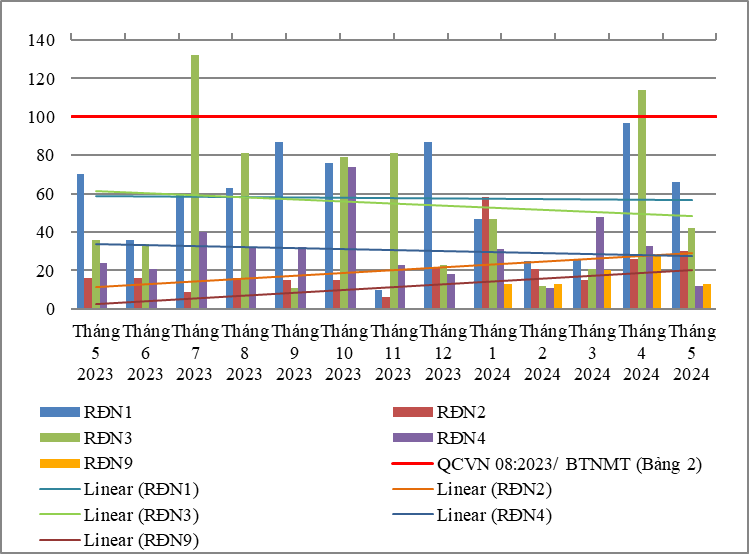 140
120
100
80
60
40
20
0
Tháng 5 2023
Tháng 6 2023
Tháng 7 2023
Tháng 8 2023
Tháng 9 2023
Tháng 10 2023
Tháng 11 2023
Tháng 12 2023
Tháng 1 2024
Tháng 2 2024
Tháng 3 2024
Tháng 4 2024
Tháng 5 2024
RĐN1
RĐN2
RĐN3
RĐN4
RĐN9
QCVN 08:2023/ BTNMT (Bảng 2)
Linear (RĐN1)
Linear (RĐN2)
Linear (RĐN3)
Linear (RĐN4)
Linear (RĐN9)